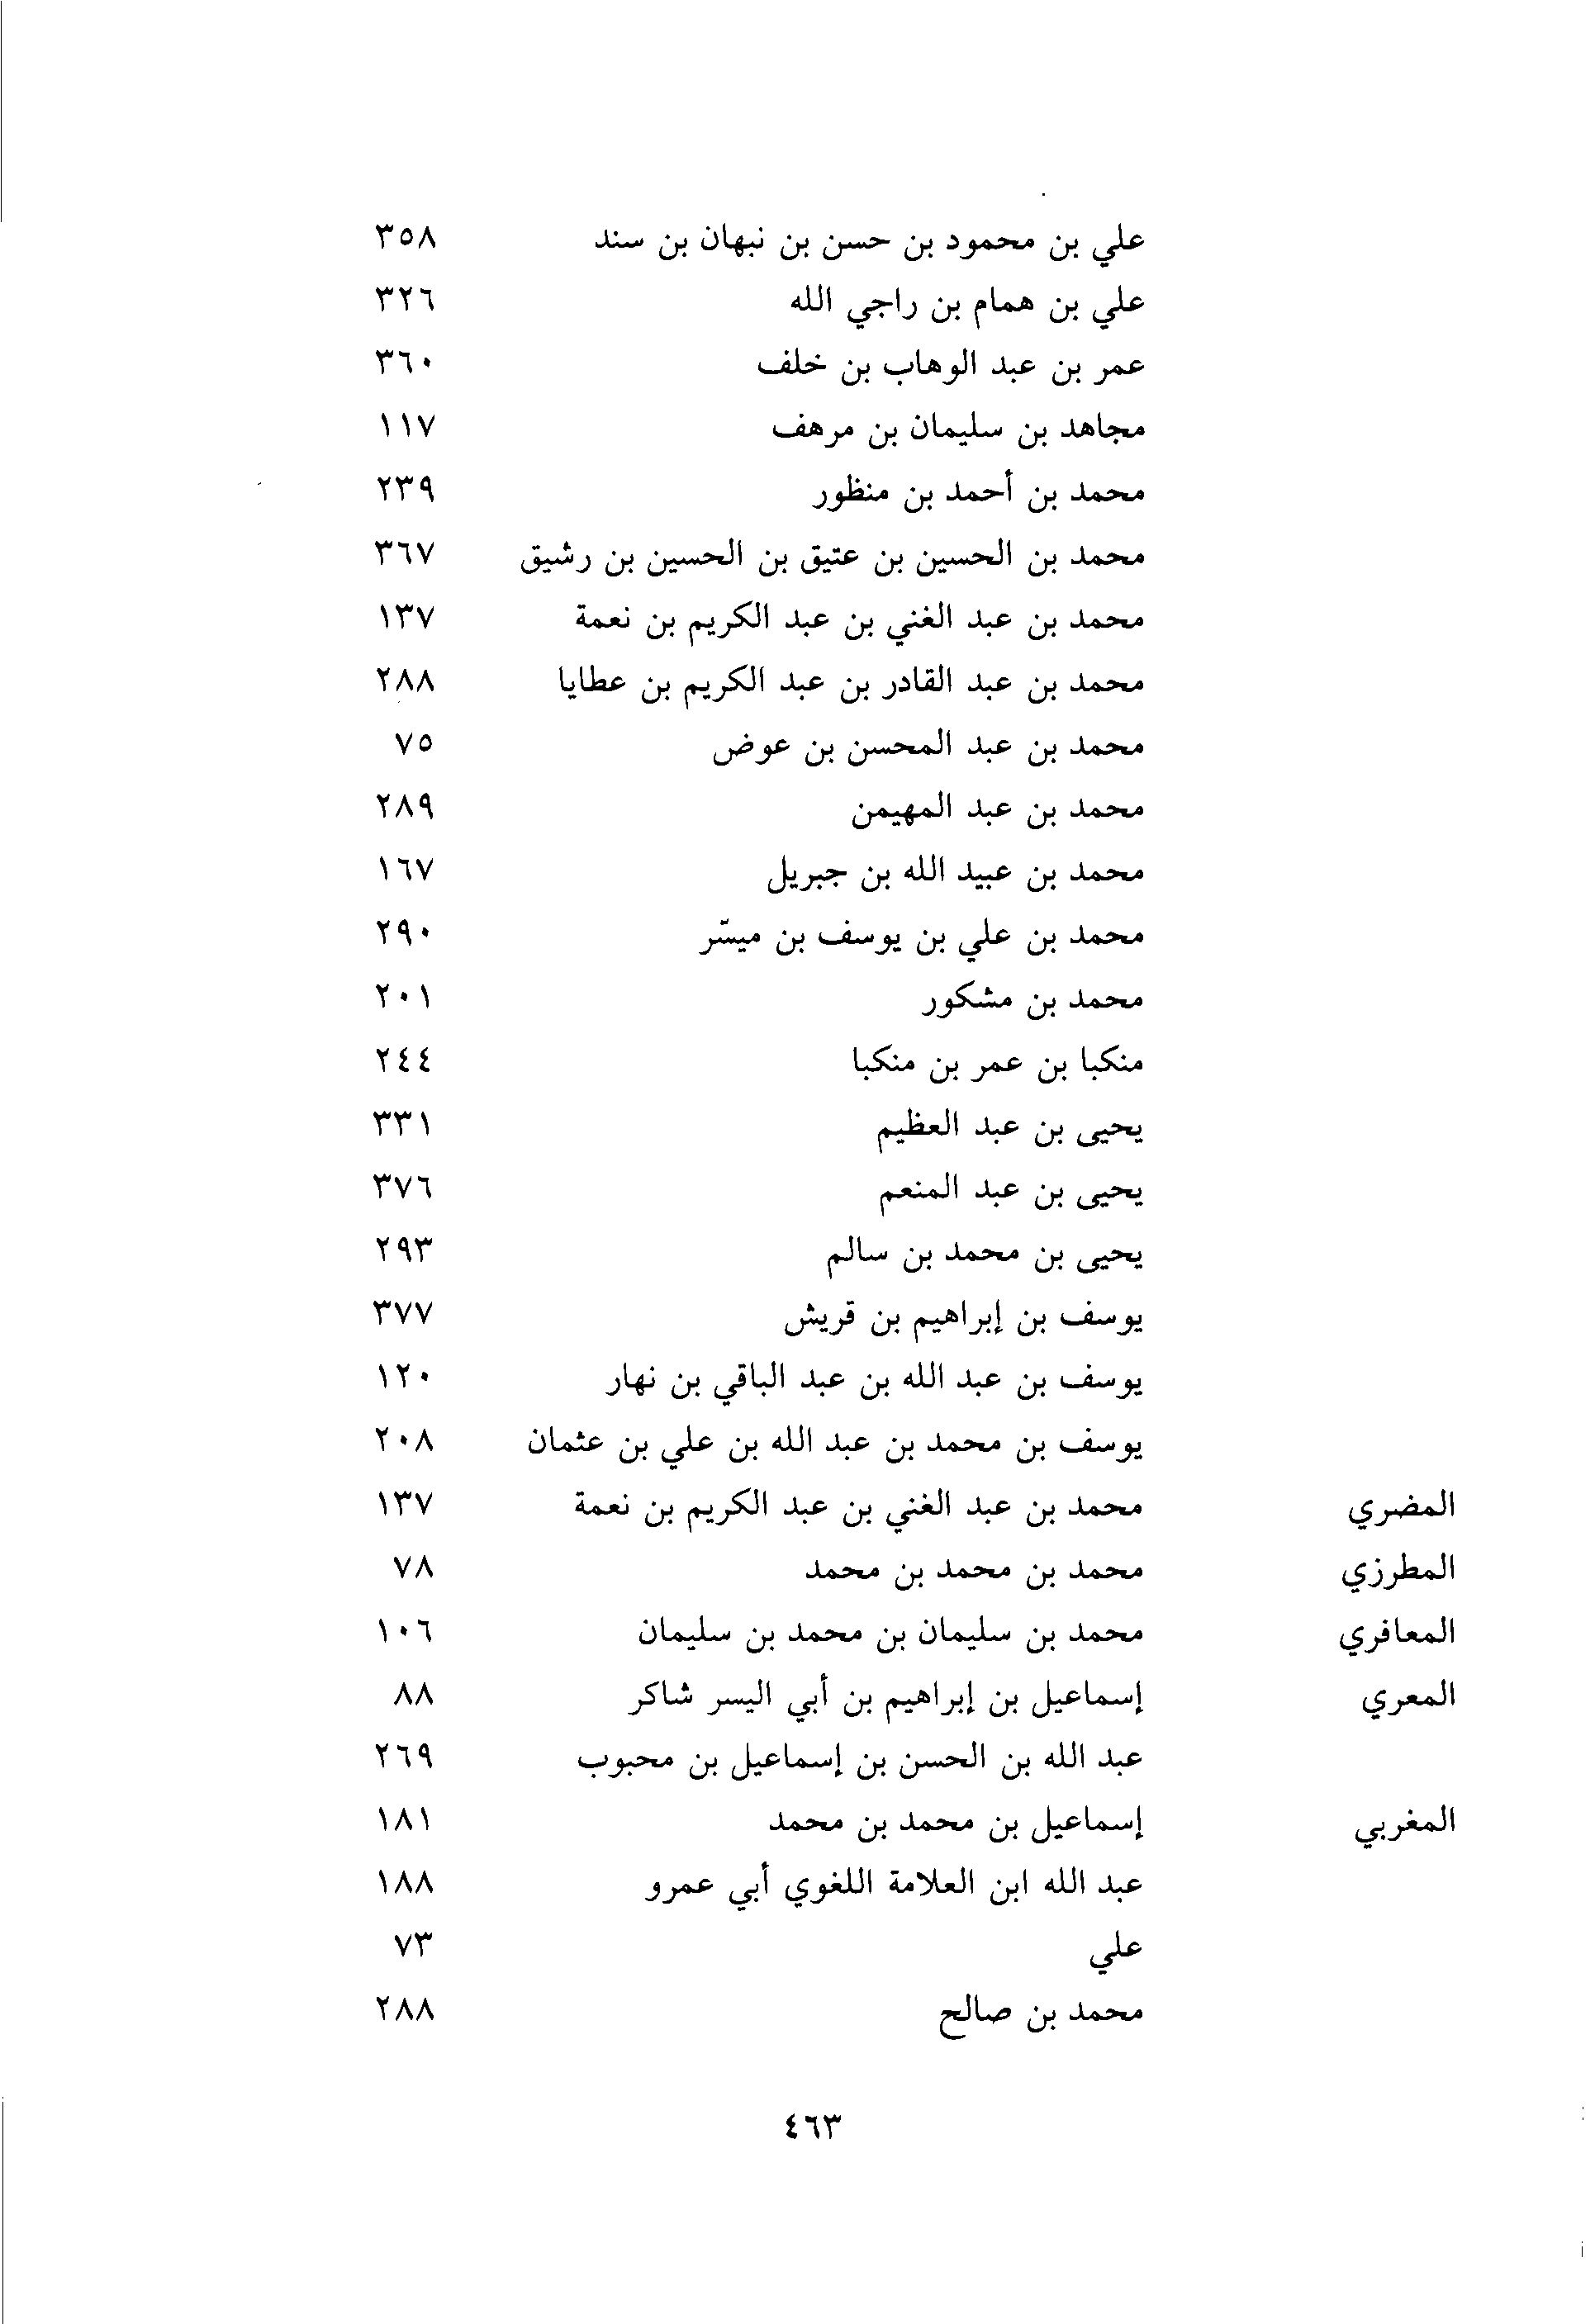 علي بن محمود بن حسن بن نبهان بن سند ٣٥٨
علي بن همام بن راجي الله ٣٢٦
عمر بن عبد الوهاب بن خلف ٣٦٠
مجاهد بن سليمان بن مرهف ١١٧
محمد بن أحمد بن منظور ٢٣٩
محمد بن الحسين بن عتيق بن الحسين بن رشيق ٣٦٧
محمد بن عبد الغني بن عبد الكريم بن نعمة ١٣٧
محمد بن عبد القادر بن عبد الكريم بن عطايا ٢٨٨
محمد بن عبد المحسن بن عوض ٧٥
محمد بن عبد المهيمن ٢٨٩
محمد بن عبيد الله بن جبريل ١٦٧
محمد بن علي بن يوسف بن ميسّر ٢٩٠
محمد بن مشكور ٢٠١
منكبا بن عمر بن منكبا ٢٤٤
يحيى بن عبد العظيم ٣٣١
يحيى بن عبد المنعم ٣٧٦
يحيى بن محمد بن سالم ٢٩٣
يوسف بن إبراهيم بن قريش ٣٧٧
يوسف بن عبد الله بن عبد الباقي بن نهار ١٢٠
يوسف بن محمد بن عبد الله بن علي بن عثمان ٢٠٨
المضري محمد بن عبد الغني بن عبد الكريم بن نعمة ١٣٧
المطرزي محمد بن محمد بن محمد ٧٨
المعافري محمد بن سليمان بن محمد بن سليمان ١٠٦
المعري إسماعيل بن إبراهيم بن أبي اليسر شاكر ٨٨
عبد الله بن الحسن بن إسماعيل بن محبوب ٢٦٩
المغربي إسماعيل بن محمد بن محمد ١٨١
عبد الله ابن العلامة اللغوي أبي عمرو ١٨٨
علي ٧٣
محمد بن صالح ٢٨٨
٤٦٣